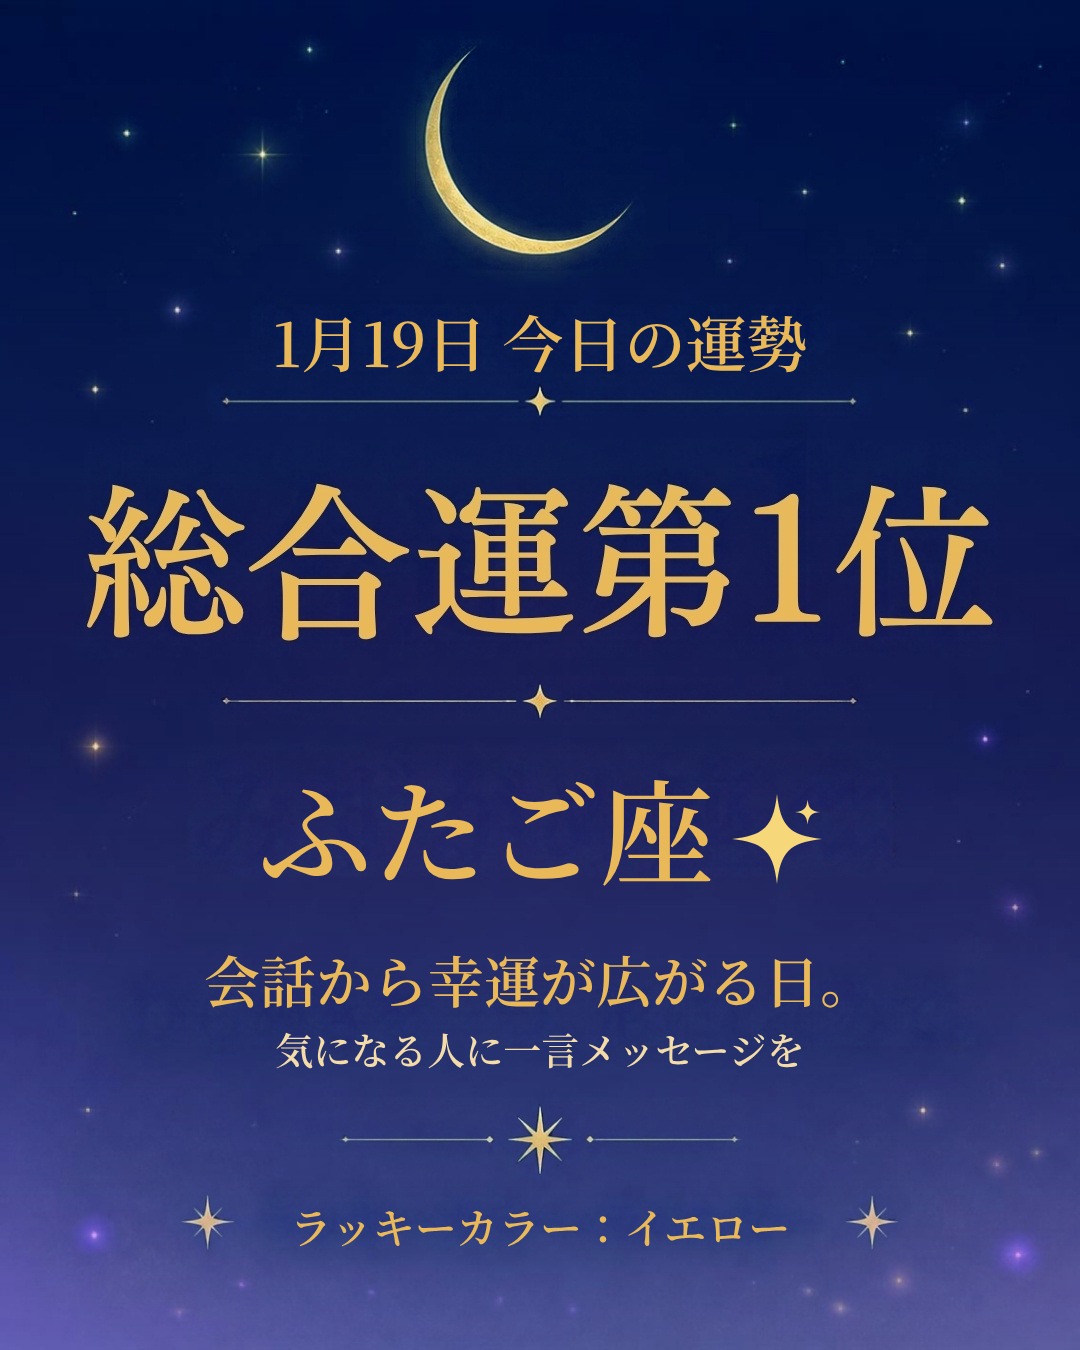 1月19日 今日の運勢
総合運第1位
ふたご座
会話から幸運が広がる日。
気になる人に一言メッセージを
ラッキーカラー：イエロー